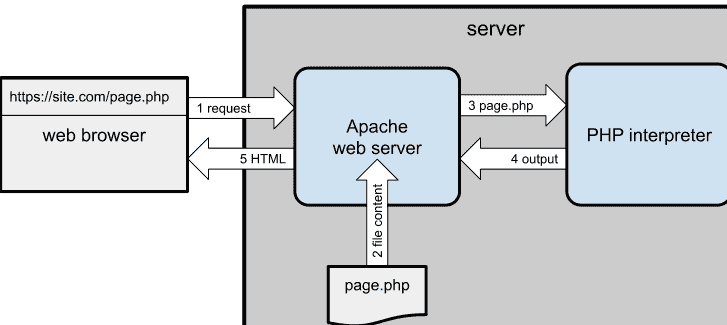 server
https://site.com/page.php
web browser
1 request
5 HTML
Apache
web server
3 page.php
4 output
PHP interpreter
2 file content
page.php